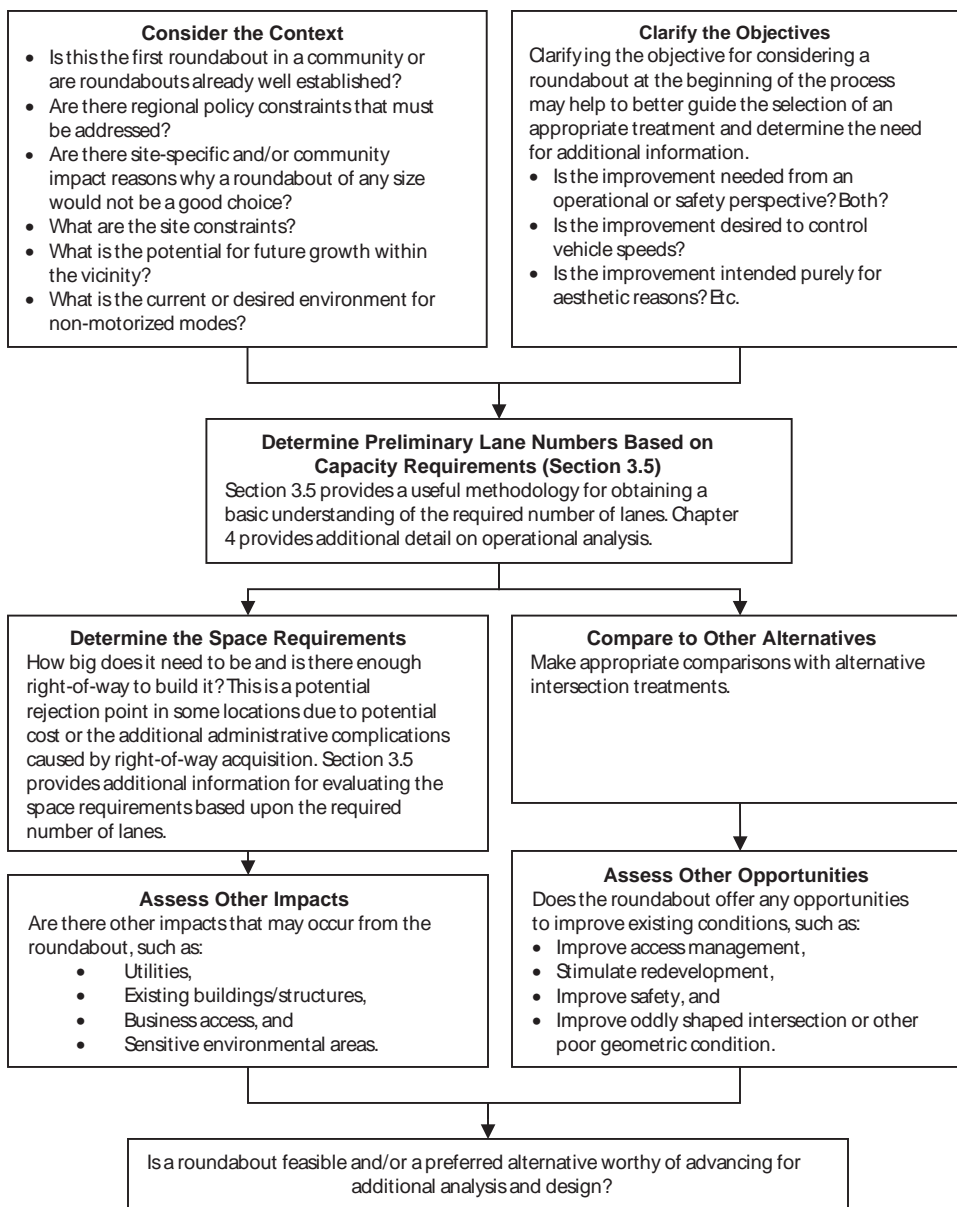 Consider the Context
• Is this the first roundabout in a community or
are roundabouts already well established?
• Are there regional policy constraints that must
be addressed?
• Are there site-specific and/or community
impact reasons why a roundabout of any size
would not be a good choice?
• What are the site constraints?
• What is the potential for future growth within
the vicinity?
• What is the current or desired environment for
non-motorized modes?
Clarify the Objectives
Clarifying the objective for considering a
roundabout at the beginning of the process
may help to better guide the selection of an
appropriate treatment and determine the need
for additional information.
• Is the improvement needed from an
operational or safety perspective? Both?
• Is the improvement desired to control
vehicle speeds?
• Is the improvement intended purely for
aesthetic reasons? Etc.
Determine Preliminary Lane Numbers Based on
Capacity Requirements (Section 3.5)
Section 3.5 provides a useful methodology for obtaining a
basic understanding of the required number of lanes. Chapter
4 provides additional detail on operational analysis.
Determine the Space Requirements
How big does it need to be and is there enough
right-of-way to build it? This is a potential
rejection point in some locations due to potential
cost or the additional administrative complications
caused by right-of-way acquisition. Section 3.5
provides additional information for evaluating the
space requirements based upon the required
number of lanes.
Compare to Other Alternatives
Make appropriate comparisons with alternative
intersection treatments.
Assess Other Impacts
Are there other impacts that may occur from the
roundabout, such as:
• Utilities,
• Existing buildings/structures,
• Business access, and
• Sensitive environmental areas.
Assess Other Opportunities
Does the roundabout offer any opportunities
to improve existing conditions, such as:
• Improve access management,
• Stimulate redevelopment,
• Improve safety, and
• Improve oddly shaped intersection or other
poor geometric condition.
Is a roundabout feasible and/or a preferred alternative worthy of advancing for
additional analysis and design?